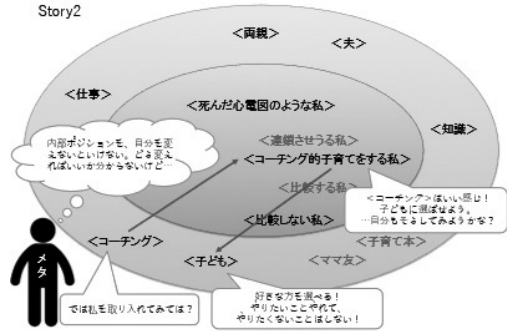 Story2
<両親>
<夫>
<仕事>
<死んだ心電図のような私>
<知識>
内部ポジションも、自分を変
えないといけない。どう変え
ればいいか分からないけど…
<連鎖させうる私>
<コーチング的子育てをする私>
<比較する私>
<コーチング>はいい感じ!
子どもに選ばせよう。
…自分もそうしてみようかな?
<比較しない私>
メタ
<コーチング>
<子ども>
<子育て本>
<ママ友>
では私を取り入れてみては?
好きな方を選べる!
やりたいことやれて、
やりたくないことはしない!